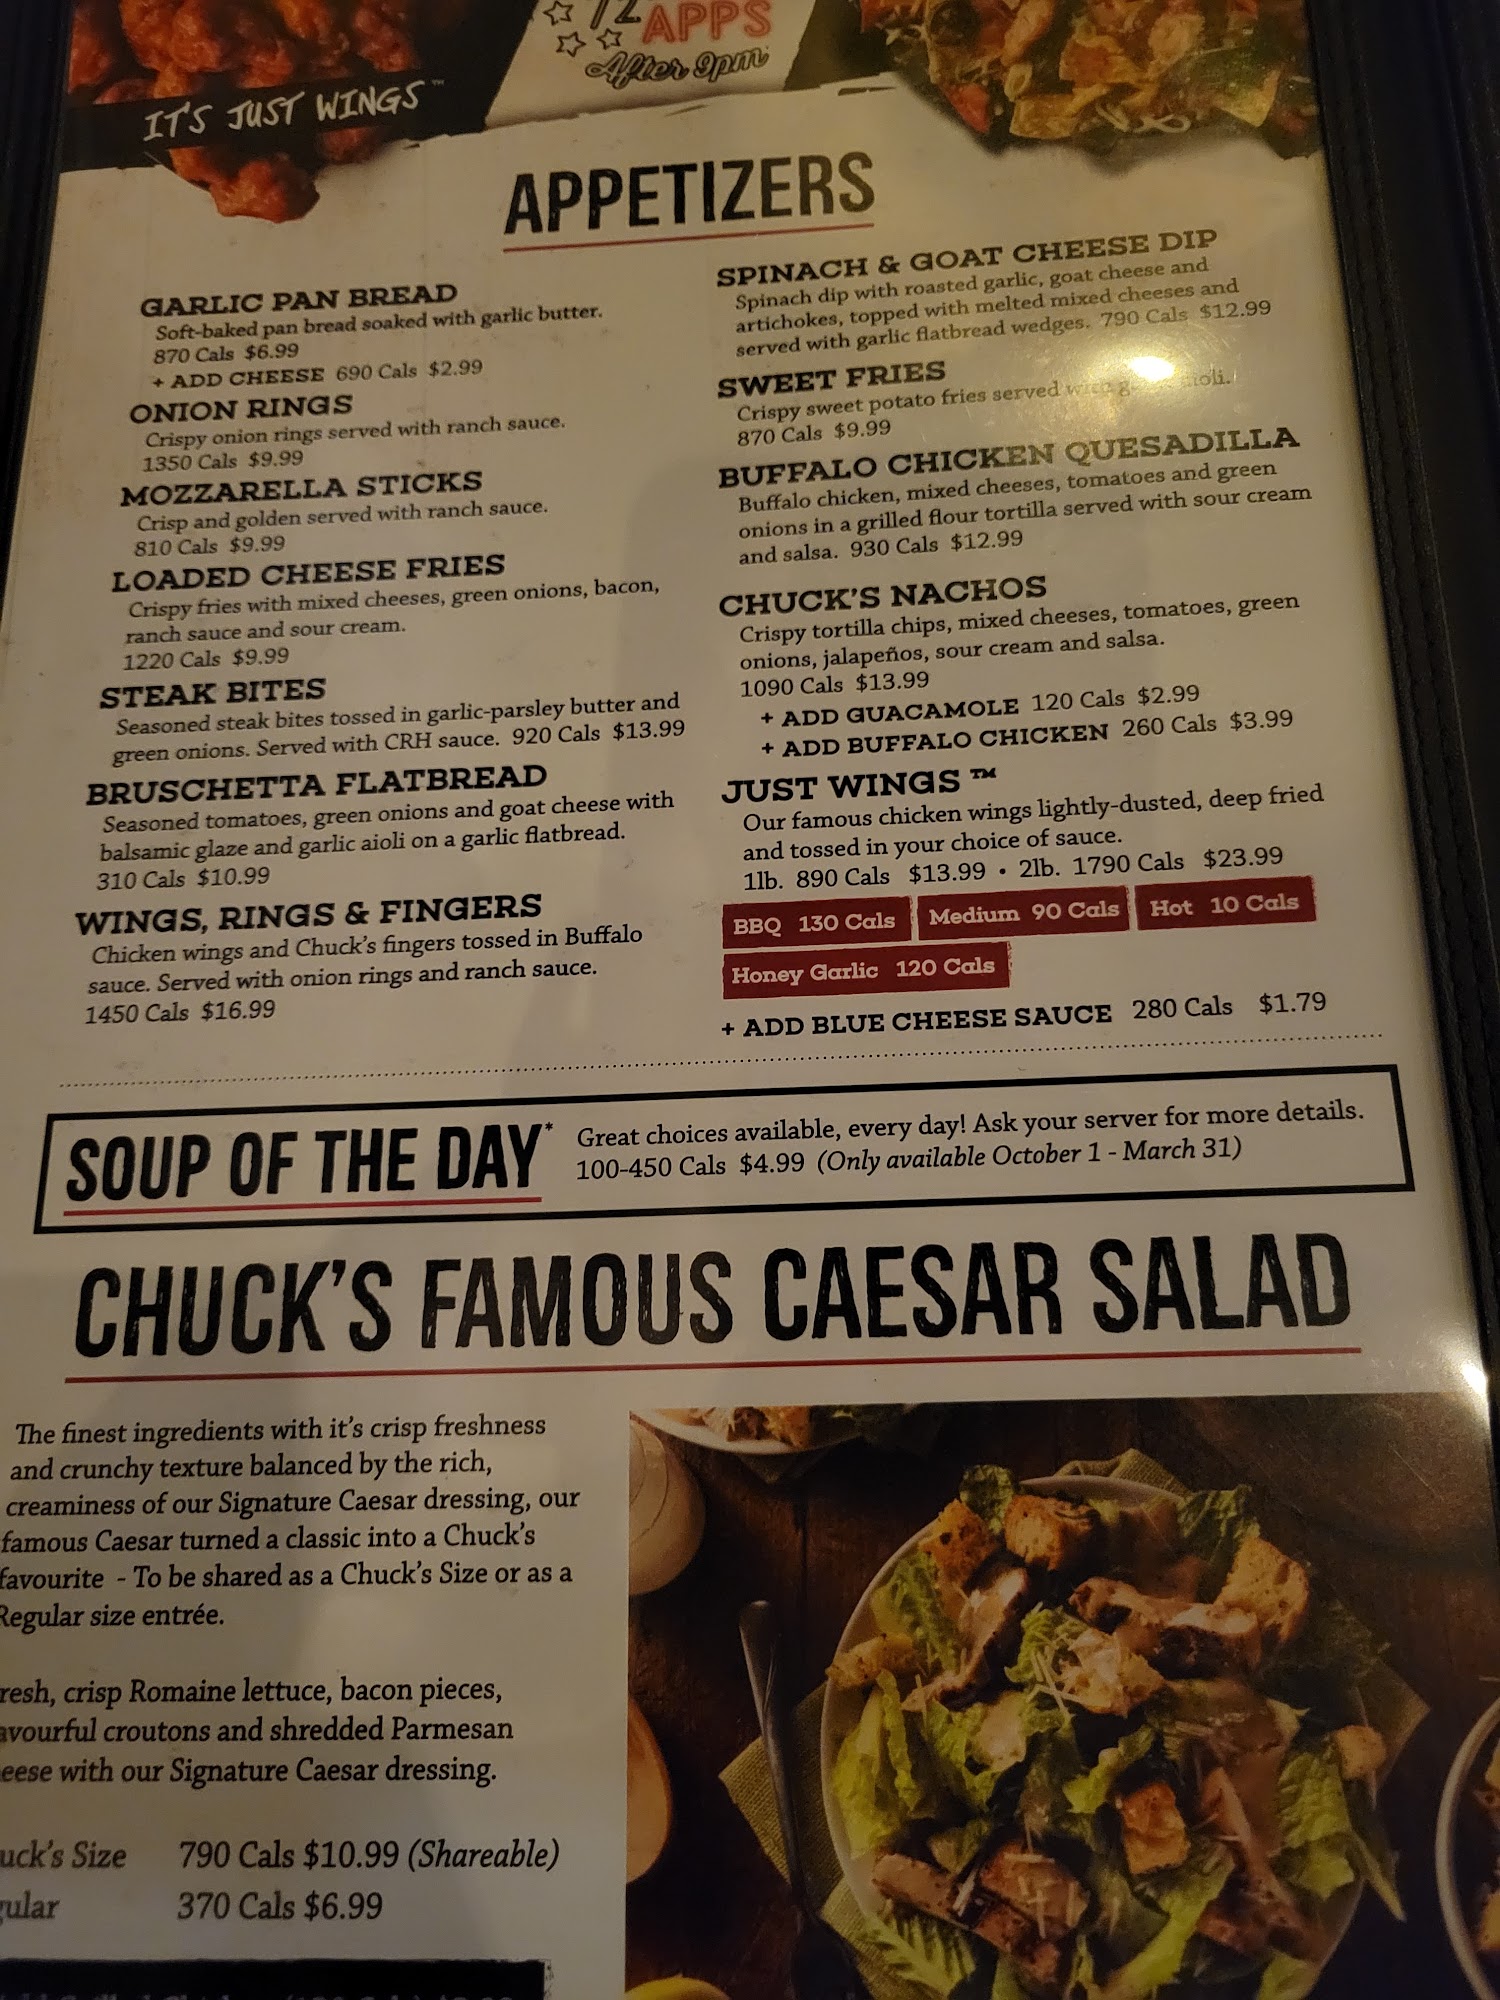 IT'S JUST WINGS™
APPS
After 9pm
APPETIZERS
GARLIC PAN BREAD
Soft-baked pan bread soaked with garlic butter.
870 Cals $6.99
+ ADD CHEESE 690 Cals $2.99
ONION RINGS
Crispy onion rings served with ranch sauce.
1350 Cals $9.99
MOZZARELLA STICKS
Crisp and golden served with ranch sauce.
810 Cals $9.99
LOADED CHEESE FRIES
Crispy fries with mixed cheeses, green onions, bacon,
ranch sauce and sour cream.
1220 Cals $9.99
STEAK BITES
Seasoned steak bites tossed in garlic-parsley butter and
green onions. Served with CRH sauce. 920 Cals $13.99
BRUSCHETTA FLATBREAD
Seasoned tomatoes, green onions and goat cheese with
balsamic glaze and garlic aioli on a garlic flatbread.
310 Cals $10.99
WINGS, RINGS & FINGERS
Chicken wings and Chuck's fingers tossed in Buffalo
sauce. Served with onion rings and ranch sauce.
1450 Cals $16.99
SPINACH & GOAT CHEESE DIP
Spinach dip with roasted garlic, goat cheese and
artichokes, topped with melted mixed cheeses and
served with garlic flatbread wedges. 790 Cals $12.99
SWEET FRIES
Crispy sweet potato fries served with
870 Cals $9.99
BUFFALO CHICKEN QUESADILLA
Buffalo chicken, mixed cheeses, tomatoes and green
onions in a grilled flour tortilla served with sour cream
and salsa. 930 Cals $12.99
CHUCK'S NACHOS
Crispy tortilla chips, mixed cheeses, tomatoes, green
onions, jalapeños, sour cream and salsa.
1090 Cals $13.99
+ ADD GUACAMOLE 120 Cals $2.99
+ ADD BUFFALO CHICKEN 260 Cals $3.99
JUST WINGS™
Our famous chicken wings lightly-dusted, deep fried
and tossed in your choice of sauce.
1lb. 890 Cals $13.99 • 2lb. 1790 Cals $23.99
BBQ 130 Cals Medium 90 Cals Hot 10 Cals
Honey Garlic 120 Cals
+ ADD BLUE CHEESE SAUCE 280 Cals $1.79
SOUP OF THE DAY*
Great choices available, every day! Ask your server for more details.
100-450 Cals $4.99 (Only available October 1 - March 31)
CHUCK'S FAMOUS CAESAR SALAD
The finest ingredients with it's crisp freshness
and crunchy texture balanced by the rich,
creaminess of our Signature Caesar dressing, our
famous Caesar turned a classic into a Chuck's
favourite - To be shared as a Chuck's Size or as a
Regular size entrée.
resh, crisp Romaine lettuce, bacon pieces,
avourful croutons and shredded Parmesan
eese with our Signature Caesar dressing.
uck's Size 790 Cals $10.99 (Shareable)
gular 370 Cals $6.99